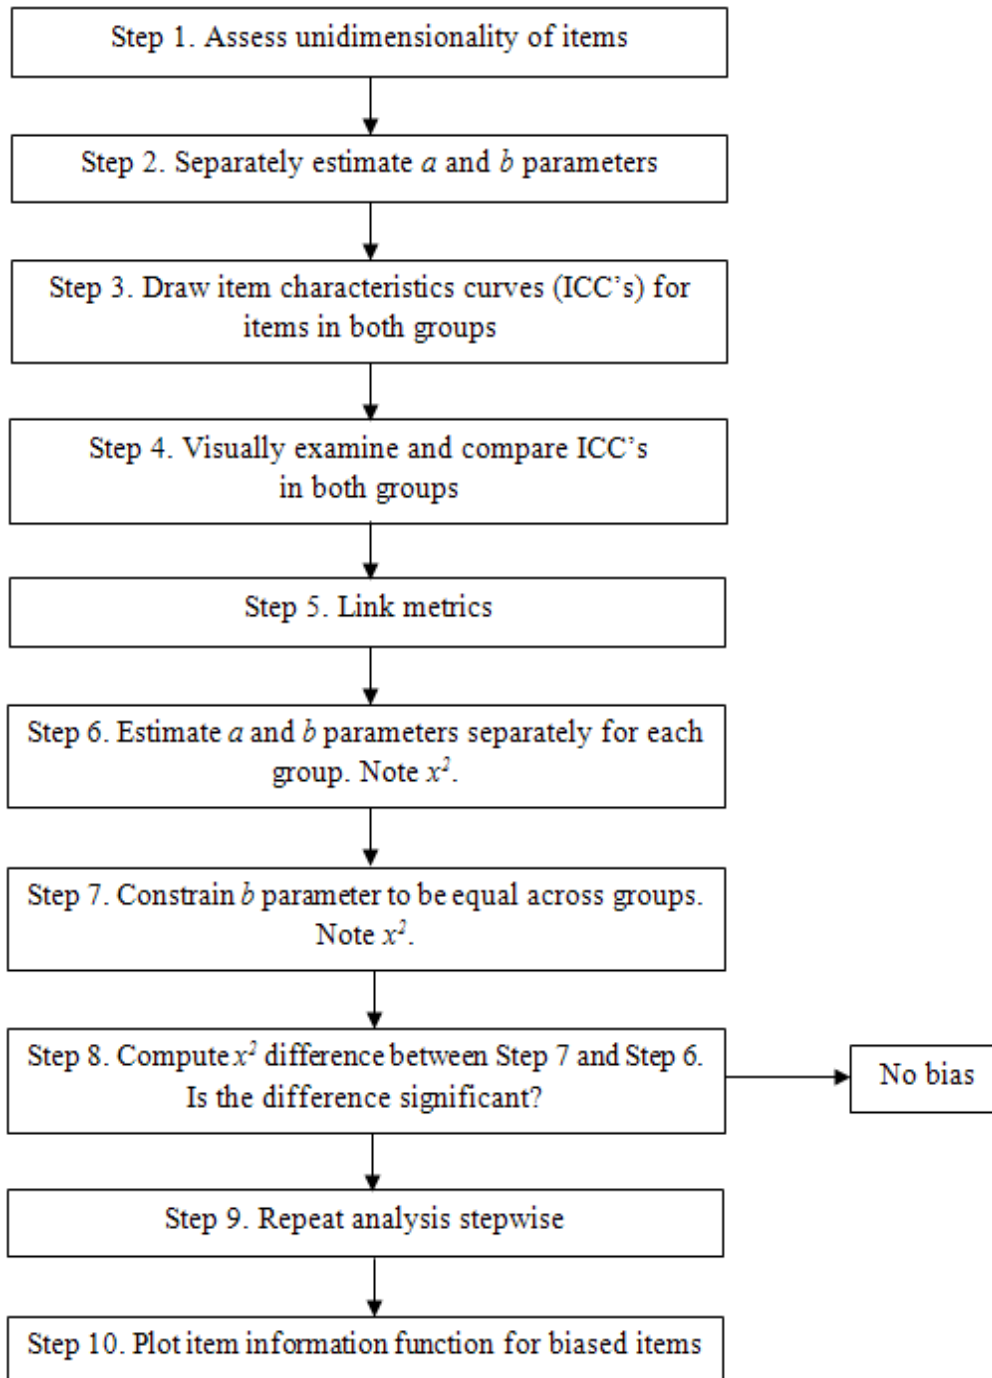 Step 1. Assess unidimensionality of items
Step 2. Separately estimate a and b parameters
Step 3. Draw item characteristics curves (ICC’s) for
items in both groups
Step 4. Visually examine and compare ICC’s
in both groups
Step 5. Link metrics
Step 6. Estimate a and b parameters separately for each
group. Note x².
Step 7. Constrain b parameter to be equal across groups.
Note x².
Step 8. Compute x² difference between Step 7 and Step 6.
Is the difference significant?
No bias
Step 9. Repeat analysis stepwise
Step 10. Plot item information function for biased items